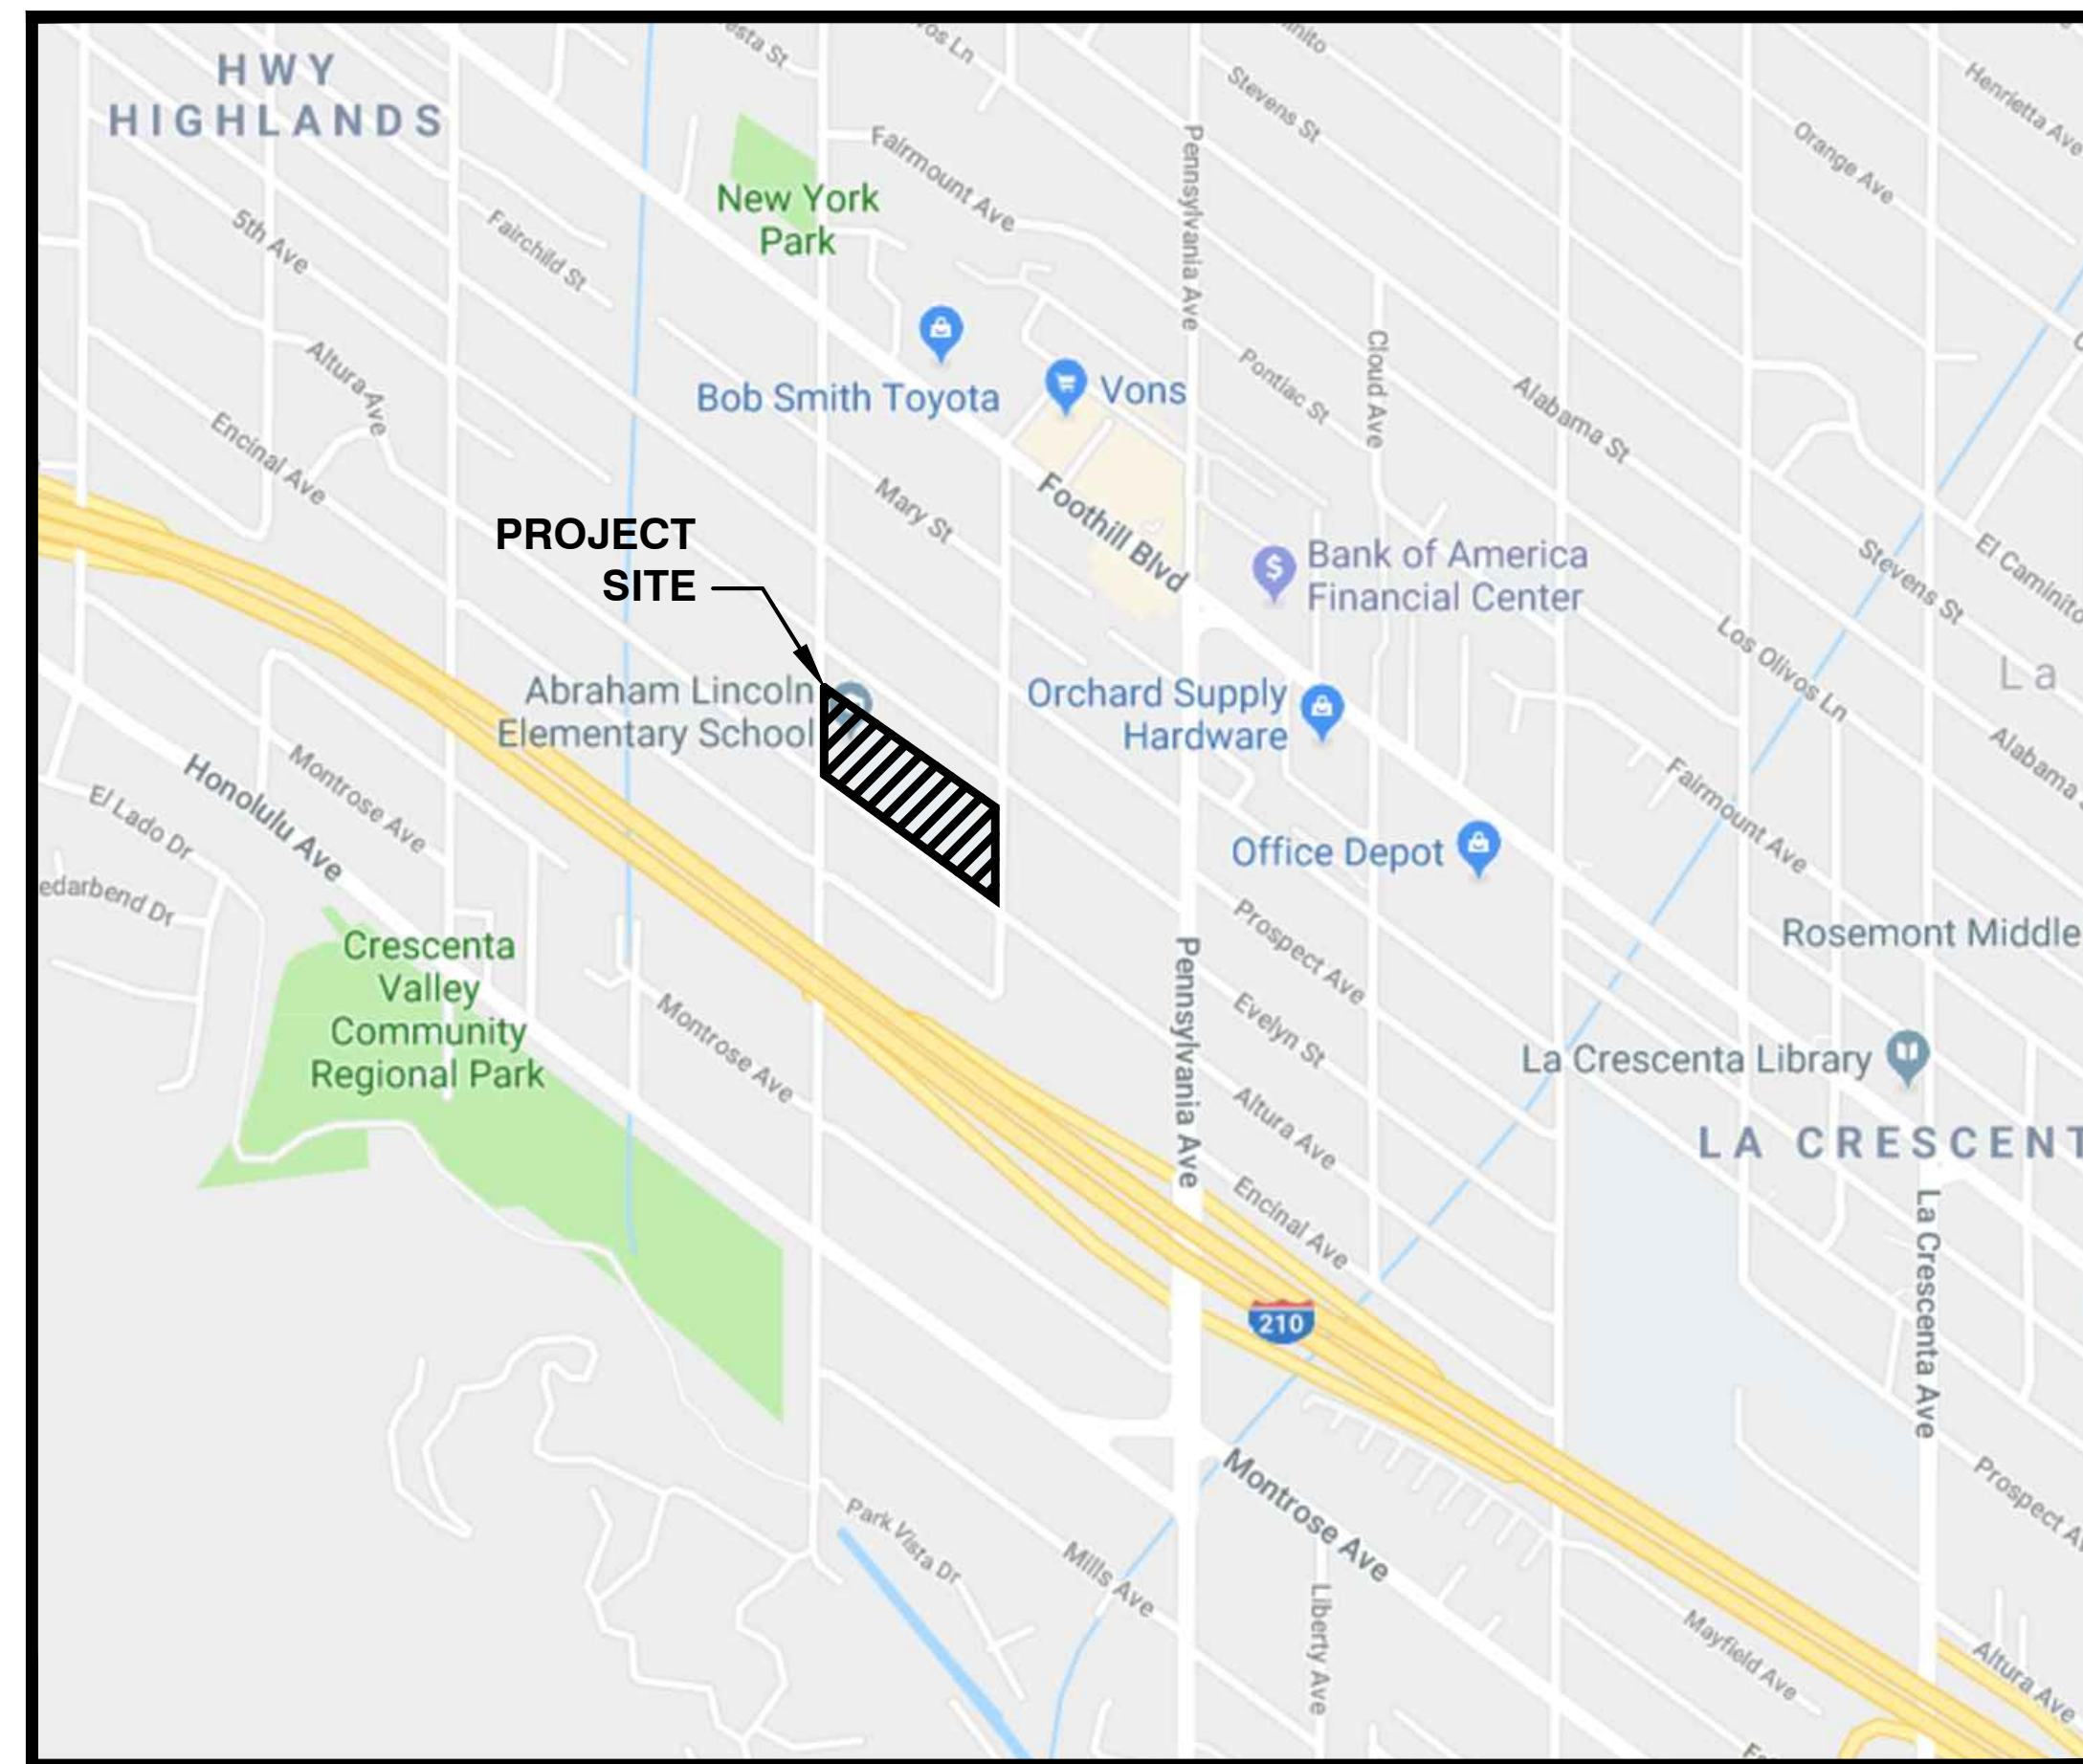 HWY
HIGHLANDS
Stevens St
Henrietta Ave
Orange Ave
Pennsylvania Ave
Fairmount Ave
New York
Park
5th Ave
Fairchild St
Altura Ave
Encinal Ave
Bob Smith Toyota
Vons
Pontiac St
Cloud Ave
Alabama St
Mary St
Foothill Blvd
PROJECT
SITE
Bank of America
Financial Center
Stevens St
El Caminito
Los Olivos Ln
La
Alabama
Abraham Lincoln
Elementary School
Orchard Supply
Hardware
Montrose Ave
Honolulu Ave
El Lado Dr
edarbend Dr
Fairmount Ave
Office Depot
Prospect Ave
Rosemont Middle
Crescenta
Valley
Community
Regional Park
Montrose Ave
Pennsylvania Ave
Evelyn St
La Crescenta Library
Altura Ave
LA CRESCENT
Encinal Ave
La Crescenta Ave
210
Montrose Ave
Park Vista Dr
Mills Ave
Liberty Ave
Prospect A
Mayfield Ave
Altura Ave